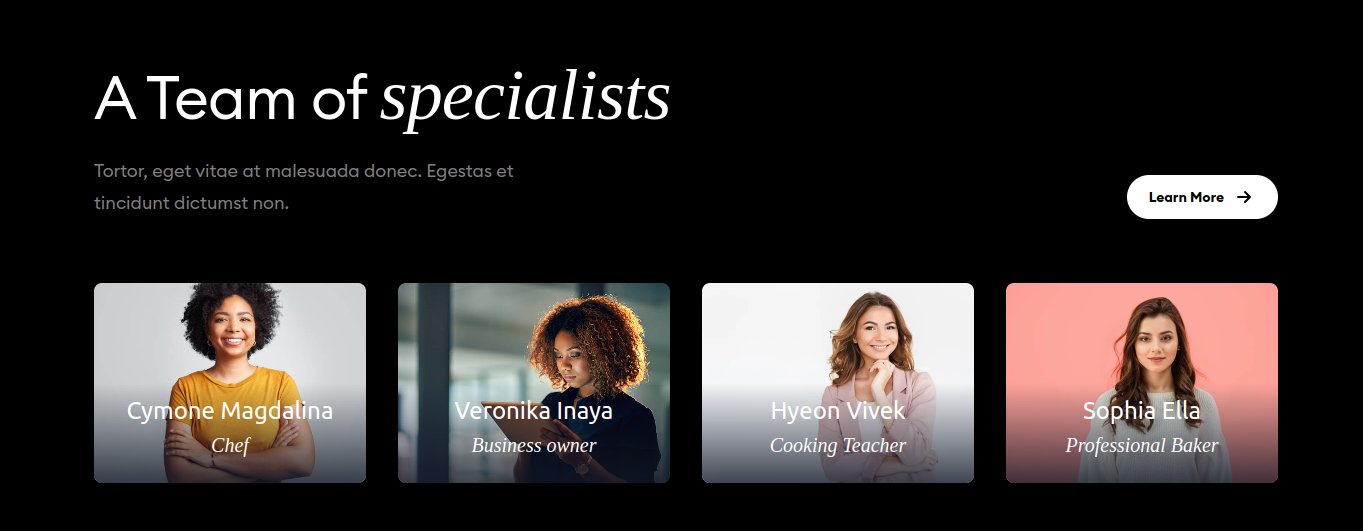 A Team of specialists
Tortor, eget vitae at malesuada donec. Egestas et
tincidunt dictumst non.
Learn More
Cymone Magdalina
Chef
Veronika Inaya
Business owner
Hyeon Vivek
Cooking Teacher
Sophia Ella
Professional Baker